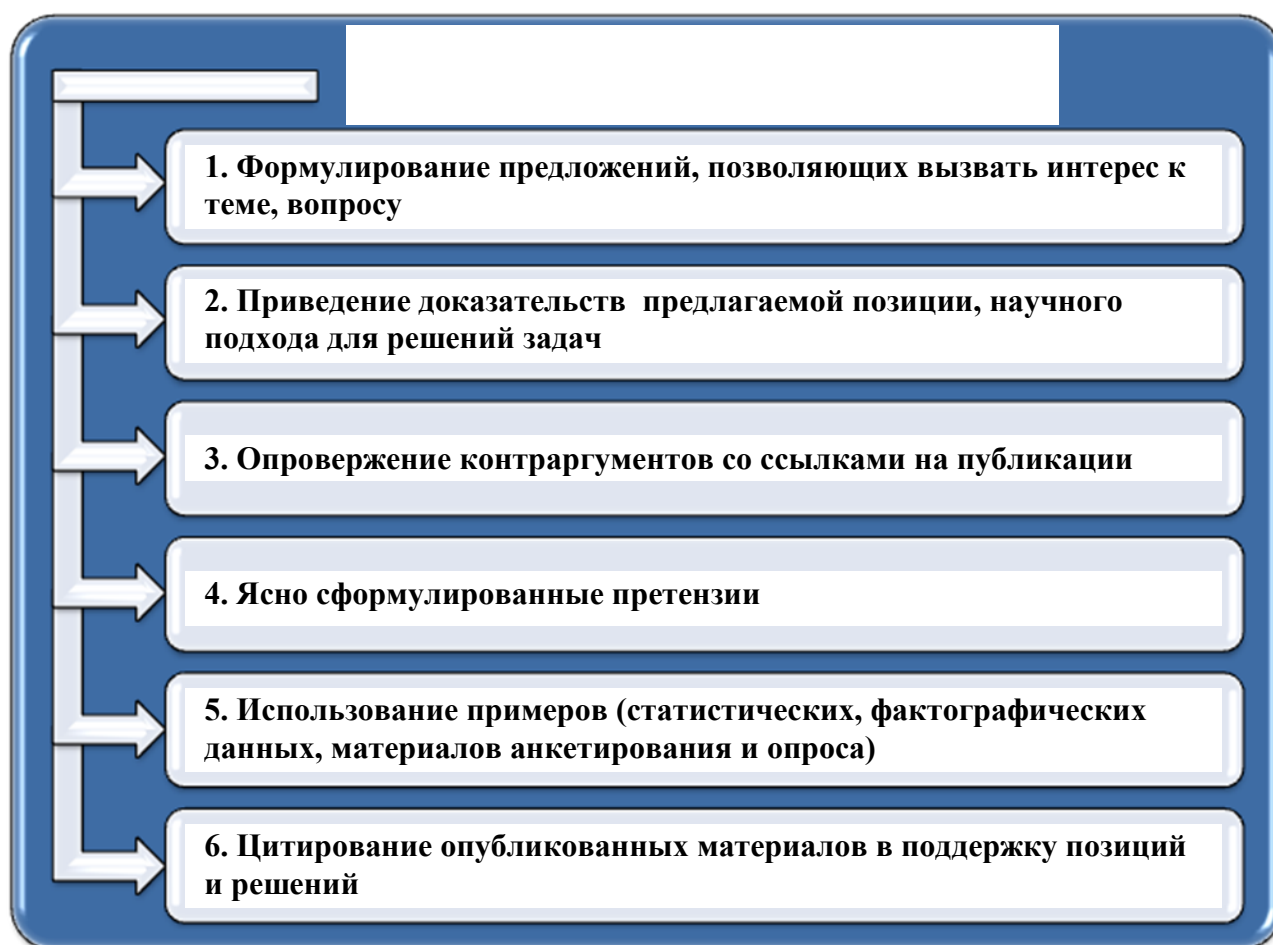 1. Формулирование предложений, позволяющих вызвать интерес к
теме, вопросу
2. Приведение доказательств предлагаемой позиции, научного
подхода для решений задач
3. Опровержение контраргументов со ссылками на публикации
4. Ясно сформулированные претензии
5. Использование примеров (статистических, фактографических
данных, материалов анкетирования и опроса)
6. Цитирование опубликованных материалов в поддержку позиций
и решений